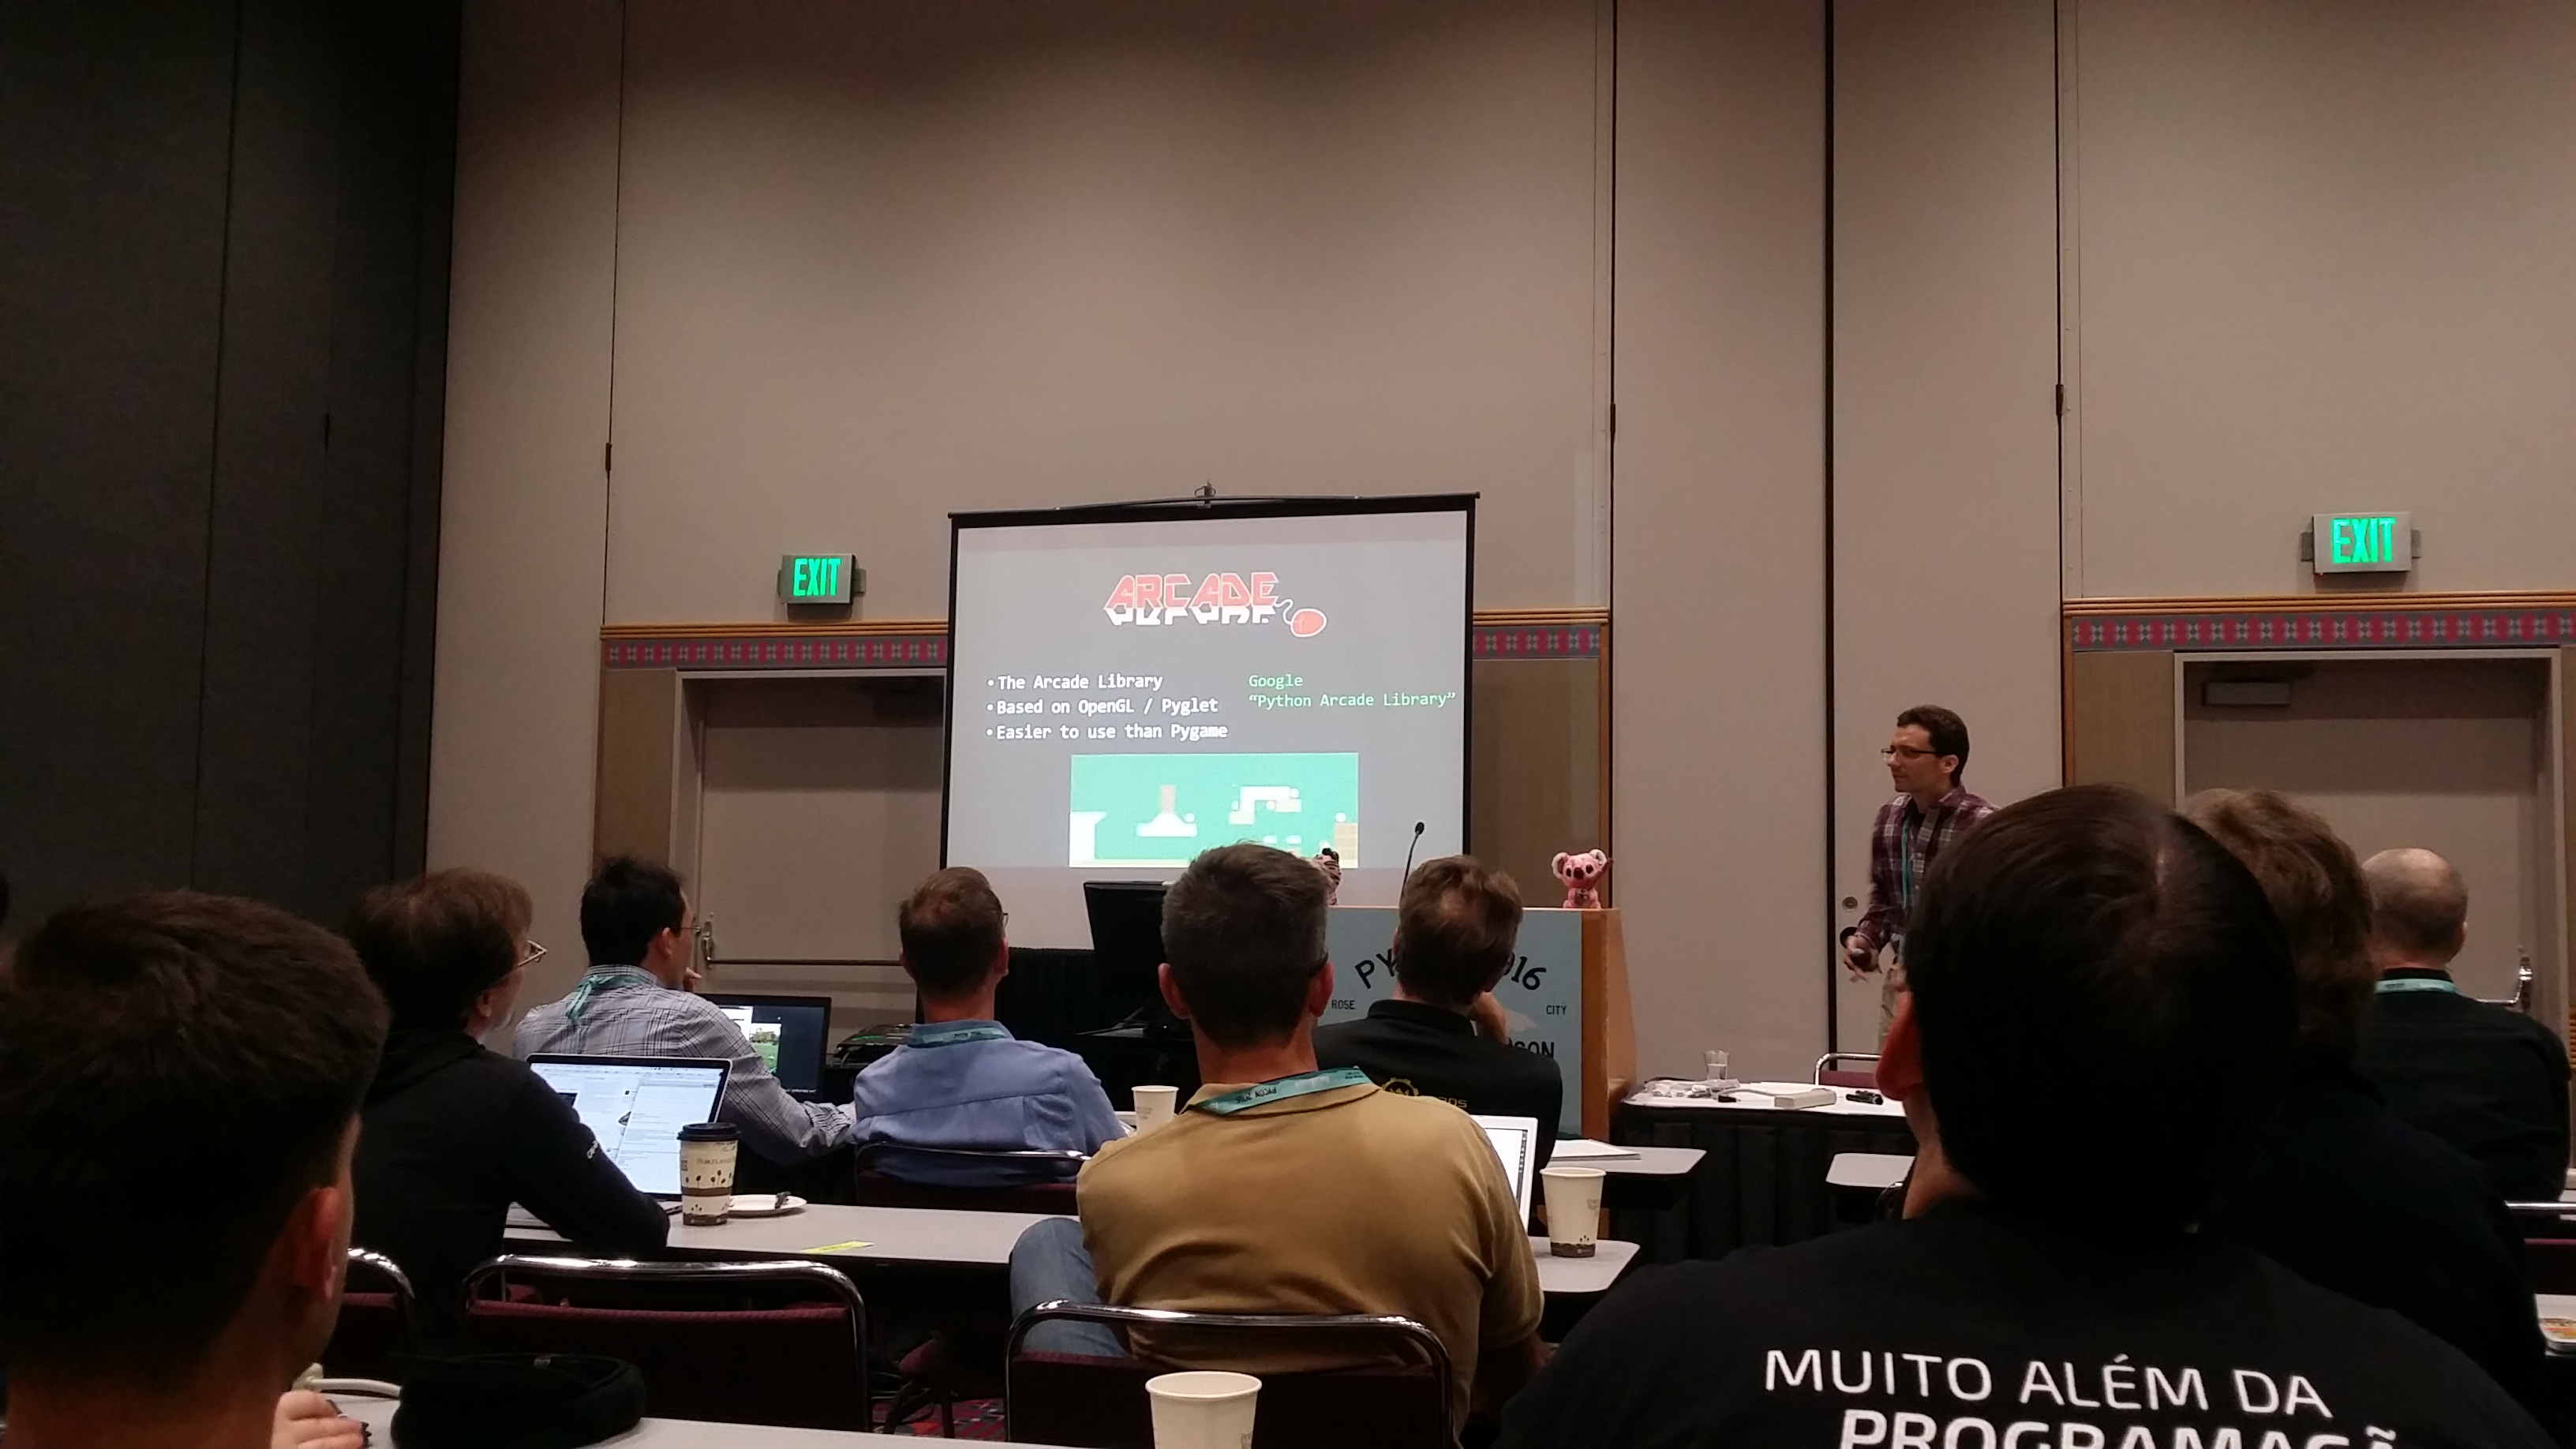 EXIT
EXIT
ARCADE
• The Arcade Library
• Based on OpenGL / Pyglet
• Easier to use than Pygame
Google
“Python Arcade Library”
ROSE
CITY
MUITO ALÉM DA